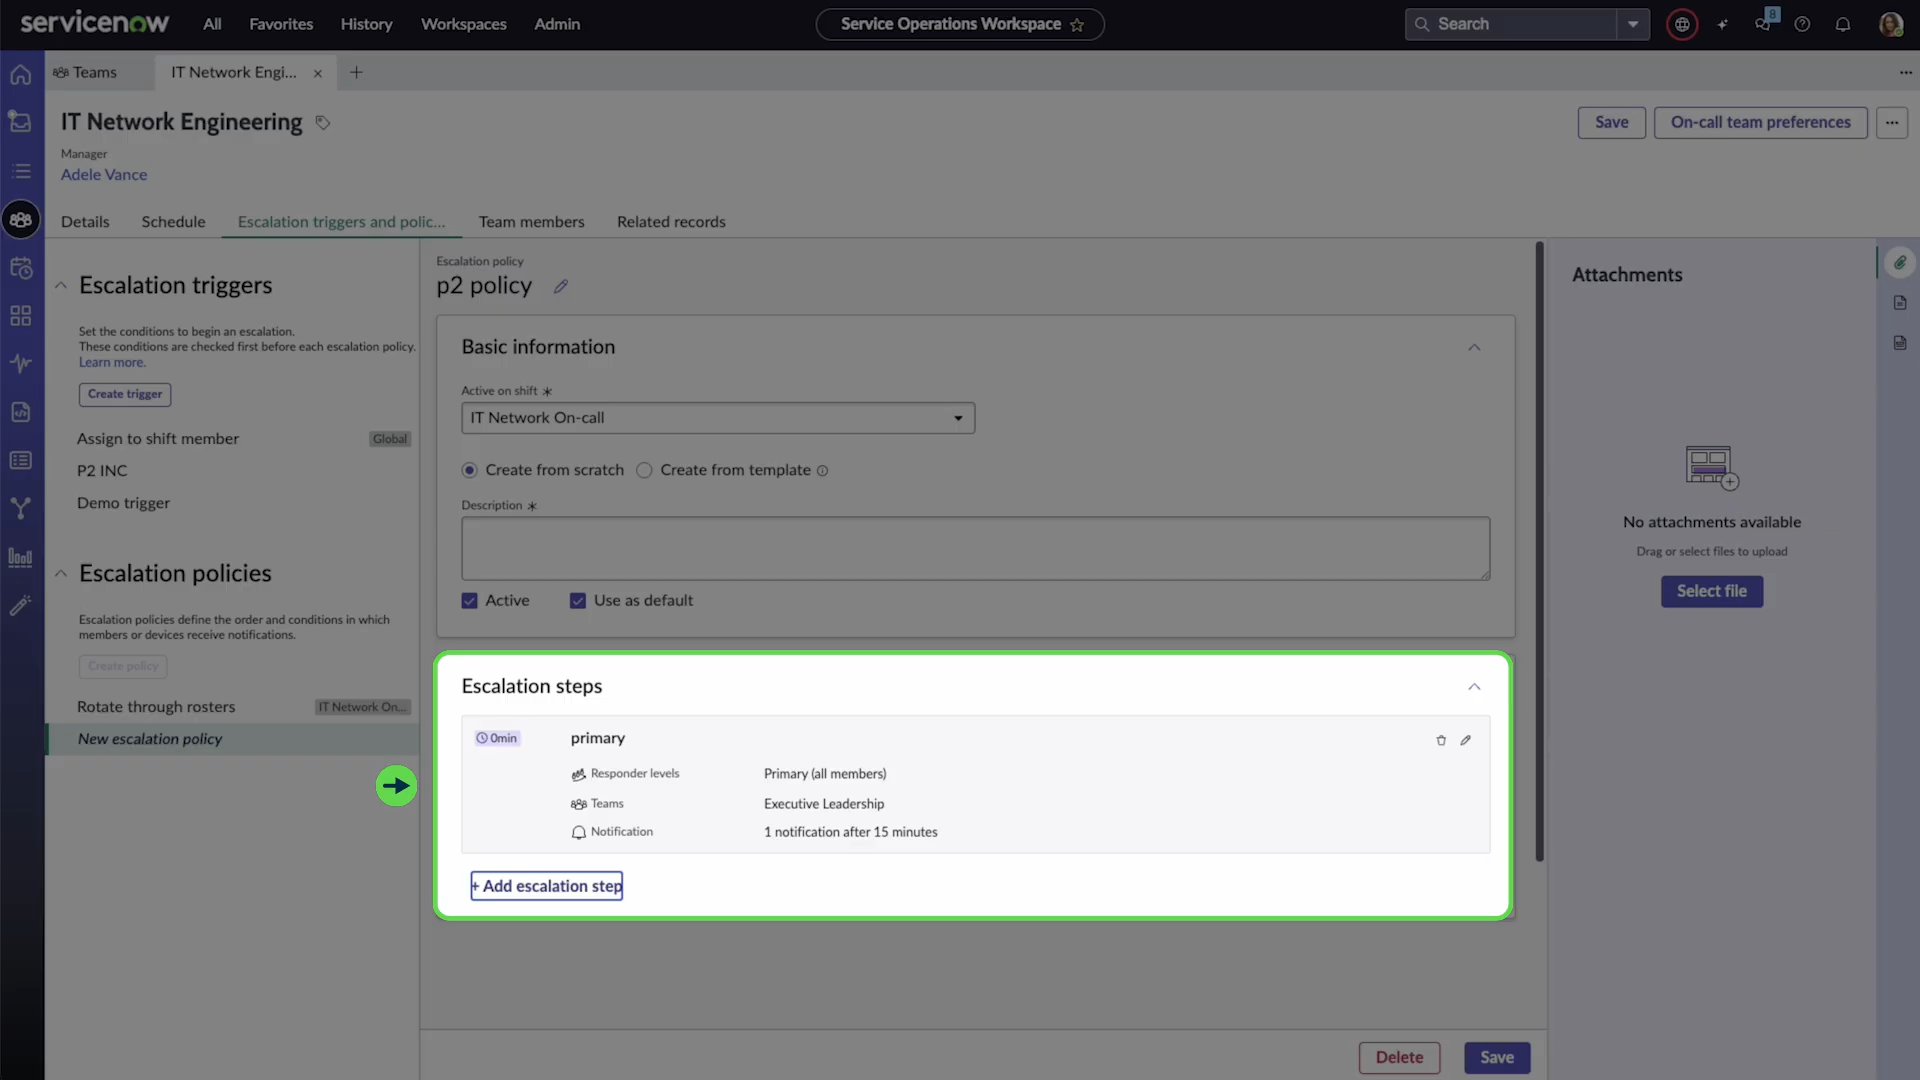 servicenow All Favorites History Workspaces Admin Service Operations Workspace Search 8
Teams IT Network Engi...
IT Network Engineering Save On-call team preferences
Manager
Adele Vance
Details Schedule Escalation triggers and polic... Team members Related records
Escalation triggers
Set the conditions to begin an escalation.
These conditions are checked first before each escalation policy.
Learn more.
Create trigger
Assign to shift member Global
P2 INC
Demo trigger
Escalation policies
Escalation policies define the order and conditions in which
members or devices receive notifications.
Create policy
Rotate through rosters IT Network On...
New escalation policy
Escalation policy
p2 policy
Basic information
Active on shift *
IT Network On-call
Create from scratch Create from template
Description *
Active Use as default
Escalation steps
0min primary
Responder levels Primary (all members)
Teams Executive Leadership
Notification 1 notification after 15 minutes
+ Add escalation step
Delete Save
Attachments
No attachments available
Drag or select files to upload
Select file